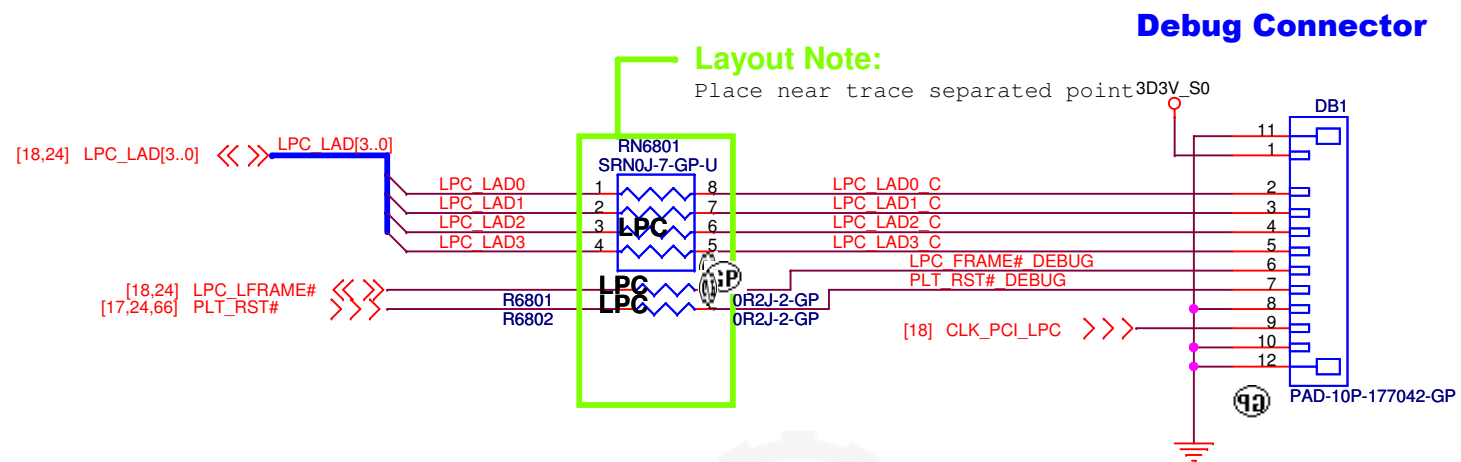 Debug Connector
Layout Note:
Place near trace separated point
3D3V_S0
DB1
11
1
[18,24] LPC_LAD[3..0]
LPC_LAD[3..0]
RN6801
SRN0J-7-GP-U
LPC_LAD0 1 8 LPC_LAD0_C 2
LPC_LAD1 2 7 LPC_LAD1_C 3
LPC_LAD2 3 LPC 6 LPC_LAD2_C 4
LPC_LAD3 4 5 LPC_LAD3_C 5
LPC_FRAME#_DEBUG 6
PLT_RST#_DEBUG 7
[18,24] LPC_LFRAME# LPC GP
R6801 0R2J-2-GP
[17,24,66] PLT_RST# LPC
R6802 0R2J-2-GP
8
[18] CLK_PCI_LPC 9
10
12
GP
PAD-10P-177042-GP